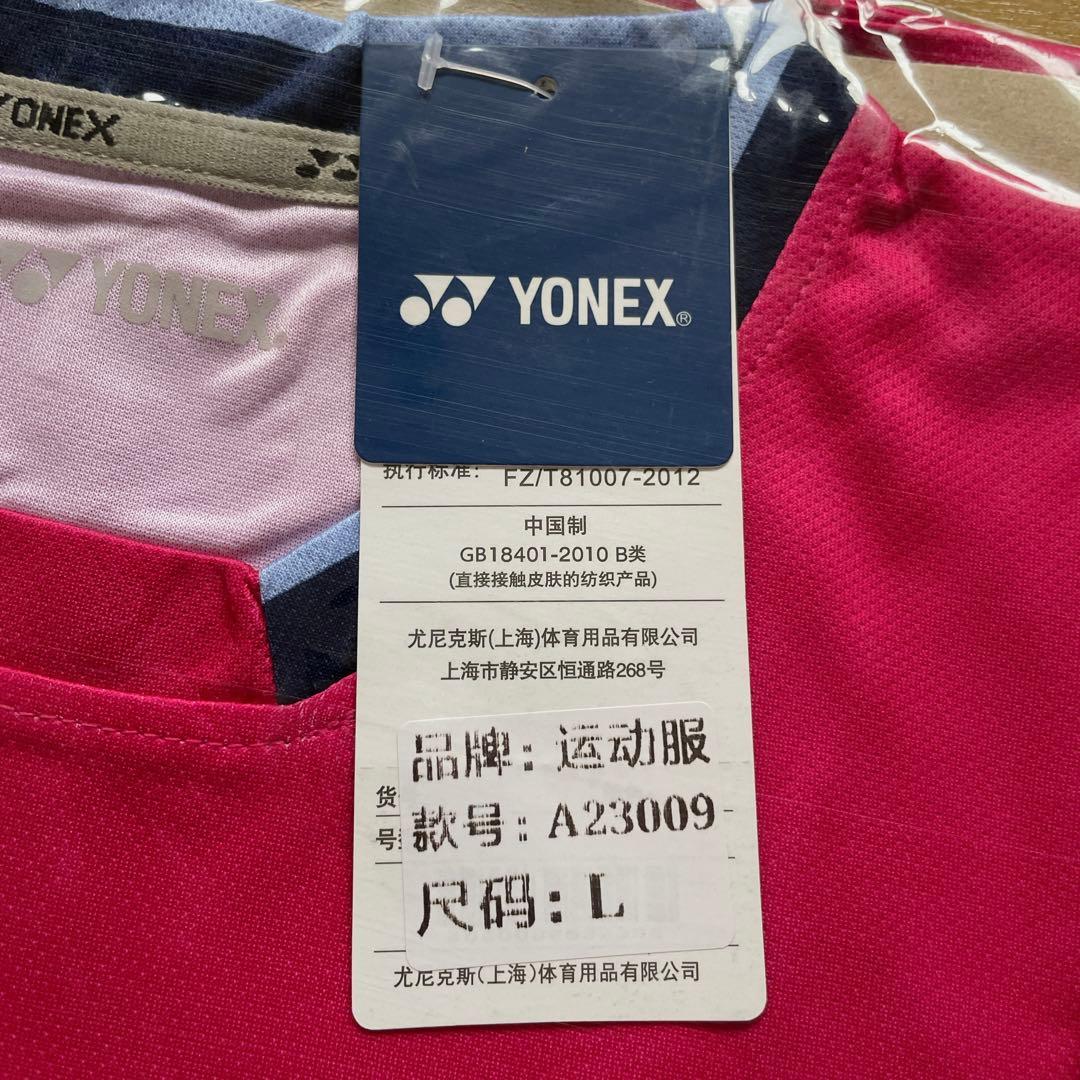 YONEX
YONEX
YONEX®
执行标准: FZ/T81007-2012
中国制
GB18401-2010 B类
(直接接触皮肤的纺织产品)
尤尼克斯(上海)体育用品有限公司
上海市静安区恒通路268号
品牌: 运动服
货
款号: A23009
号
尺码: L
尤尼克斯(上海)体育用品有限公司